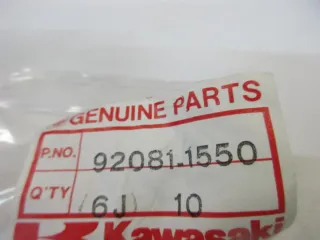 GENUINE PARTS
P.NO. 92081-1550
Q'TY (6J) 10
Kawasaki